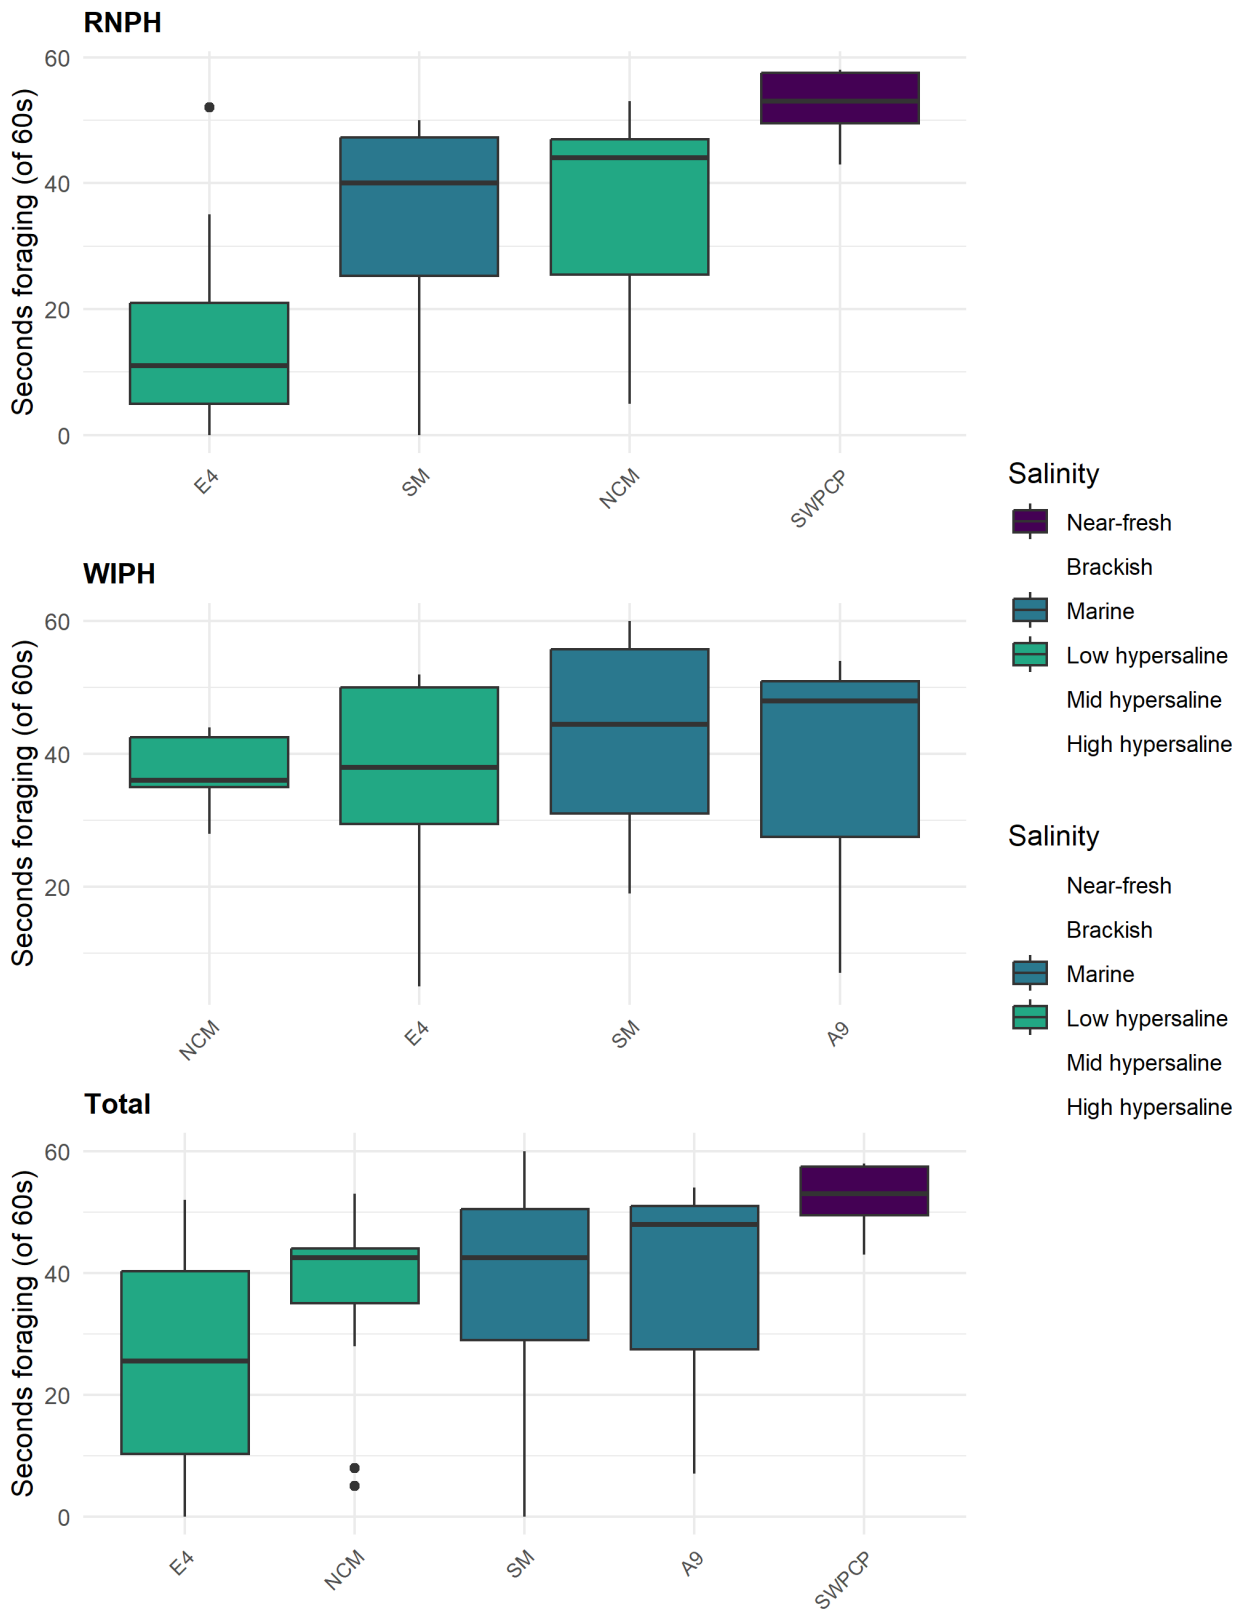 RNPH
Seconds foraging (of 60s)
60
40
20
0
E4
SM
NCM
SWPCP
WIPH
Seconds foraging (of 60s)
60
40
20
NCM
E4
SM
A9
Total
Seconds foraging (of 60s)
60
40
20
0
E4
NCM
SM
A9
SWPCP
Salinity
Near-fresh
Brackish
Marine
Low hypersaline
Mid hypersaline
High hypersaline
Salinity
Near-fresh
Brackish
Marine
Low hypersaline
Mid hypersaline
High hypersaline